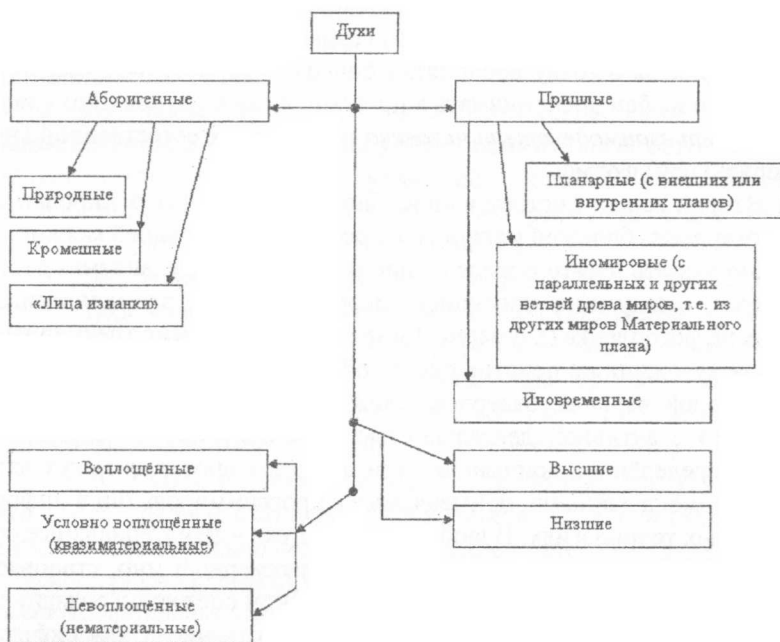 Духи
Аборигенные
Пришлые
Природные
Кромешные
«Лица изнанки»
Планарные (с внешних или
внутренних планов)
Иномировые (с
параллельных и других
ветвей древа миров, т.е. из
других миров Материального
плана)
Иновременные
Высшие
Низшие
Воплощённые
Условно воплощённые
(квазиматериальные)
Невоплощённые
(нематериальные)